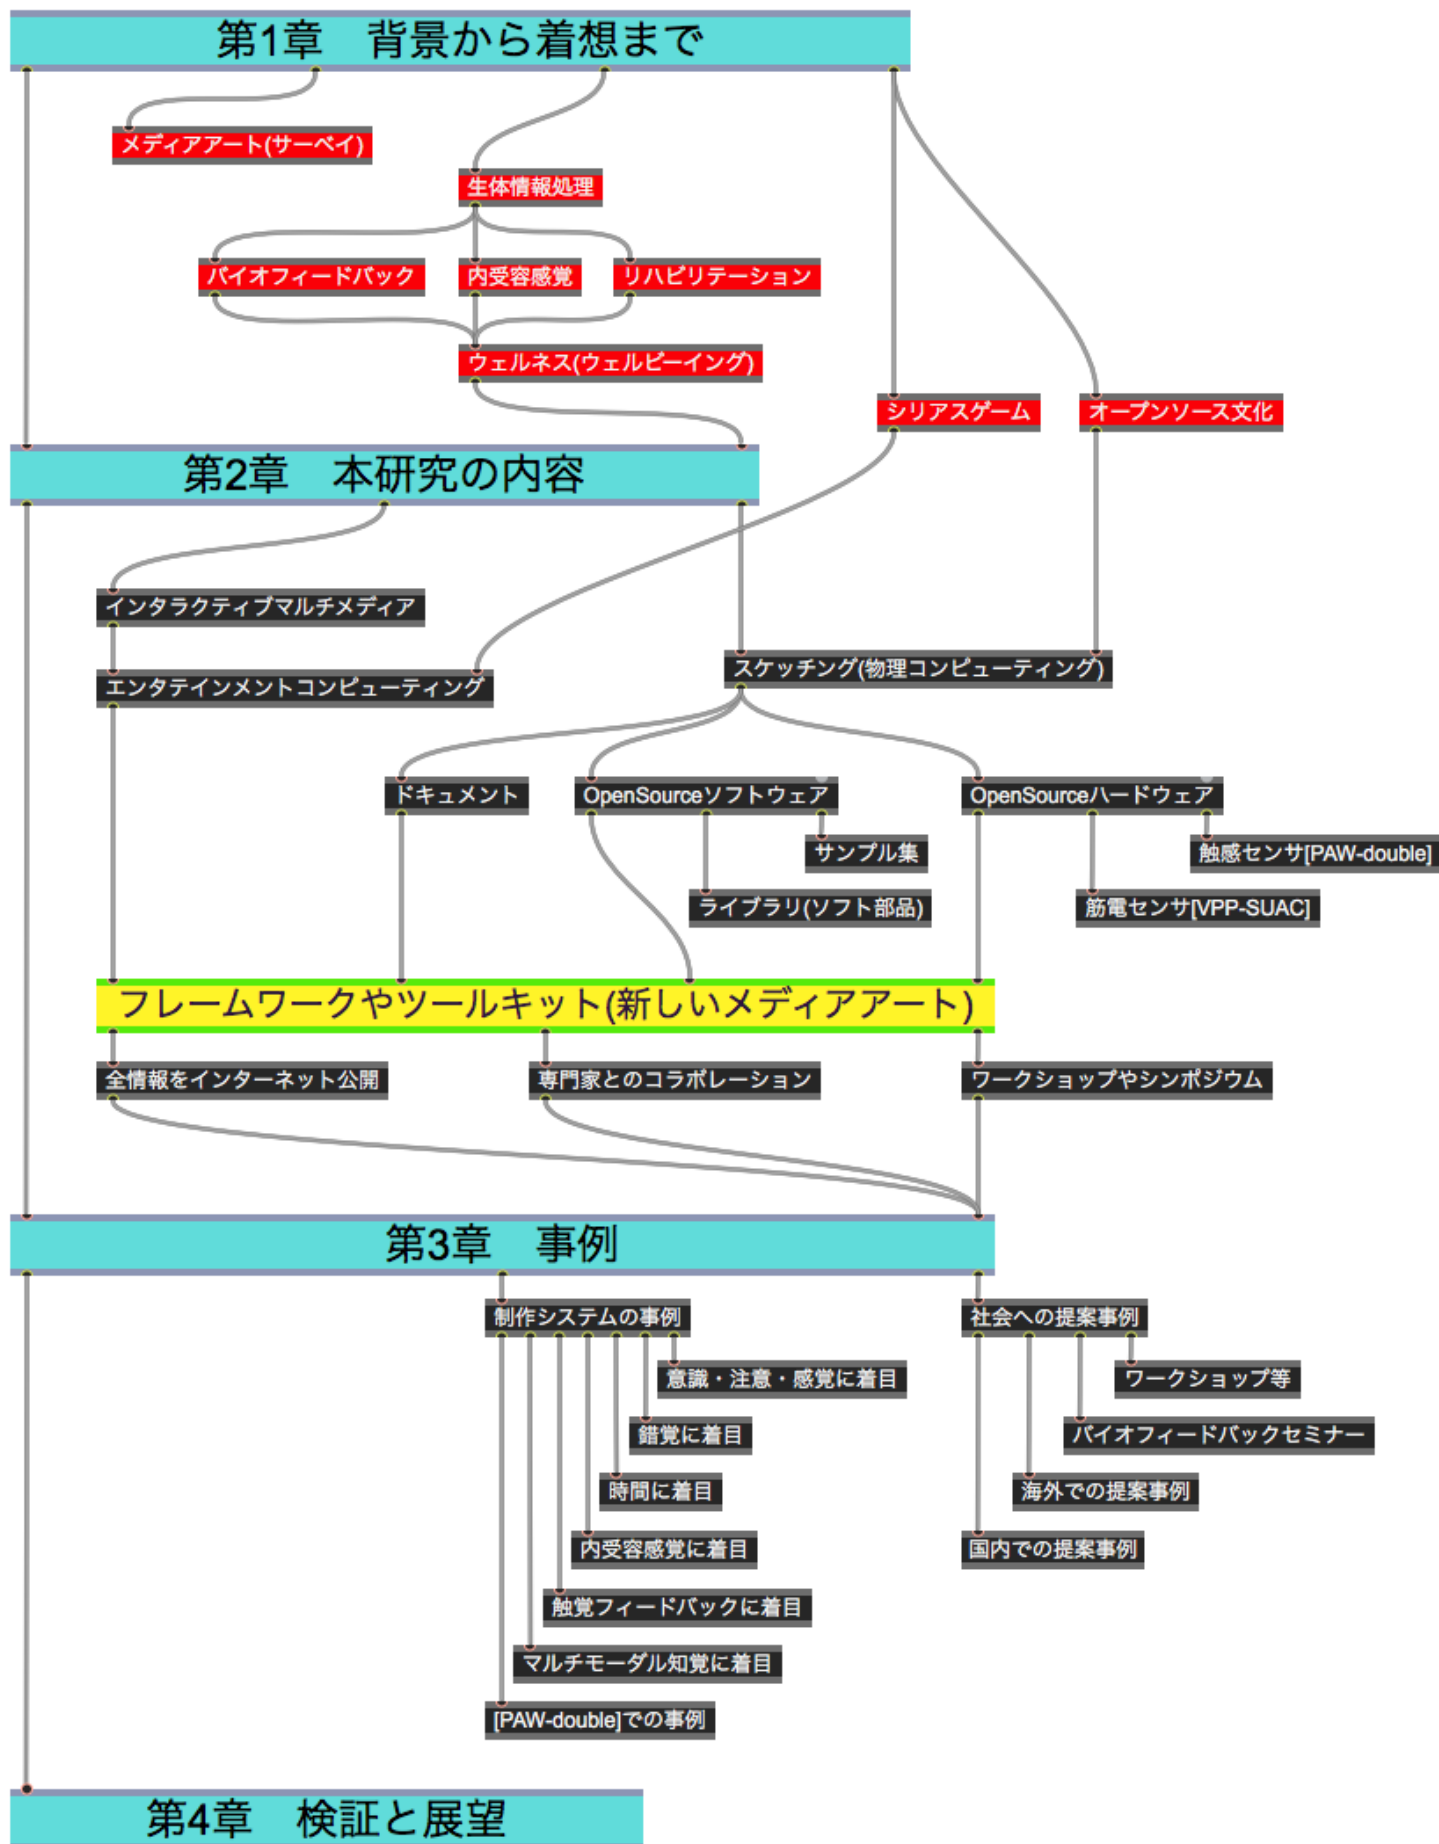 第1章　背景から着想まで
メディアアート(サーベイ)
生体情報処理
バイオフィードバック
内受容感覚
リハビリテーション
ウェルネス(ウェルビーイング)
シリアスゲーム
オープンソース文化
第2章　本研究の内容
インタラクティブマルチメディア
スケッチング(物理コンピューティング)
エンタテインメントコンピューティング
ドキュメント
OpenSourceソフトウェア
OpenSourceハードウェア
サンプル集
触感センサ[PAW-double]
ライブラリ(ソフト部品)
筋電センサ[VPP-SUAC]
フレームワークやツールキット(新しいメディアアート)
全情報をインターネット公開
専門家とのコラボレーション
ワークショップやシンポジウム
第3章　事例
制作システムの事例
社会への提案事例
意識・注意・感覚に着目
ワークショップ等
錯覚に着目
バイオフィードバックセミナー
時間に着目
海外での提案事例
内受容感覚に着目
国内での提案事例
触覚フィードバックに着目
マルチモーダル知覚に着目
[PAW-double]での事例
第4章　検証と展望